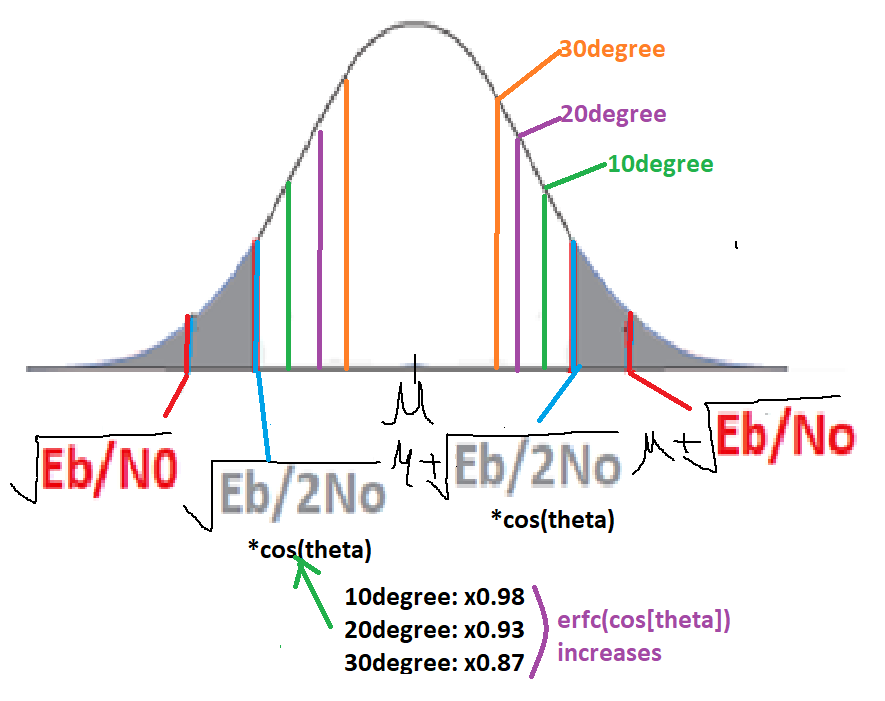 30degree
20degree
10degree
μ
√Eb/N0
√Eb/2No
μ+√Eb/2No
μ+√Eb/No
*cos(theta)
*cos(theta)
10degree: x0.98
20degree: x0.93
30degree: x0.87
erfc(cos[theta])
increases